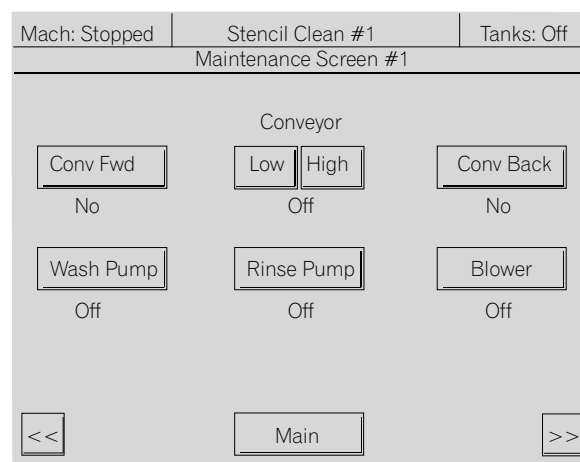 Mach: Stopped Stencil Clean #1 Tanks: Off
Maintenance Screen #1
Conveyor
Conv Fwd Low High Conv Back
No Off No
Wash Pump Rinse Pump Blower
Off Off Off
<< Main >>